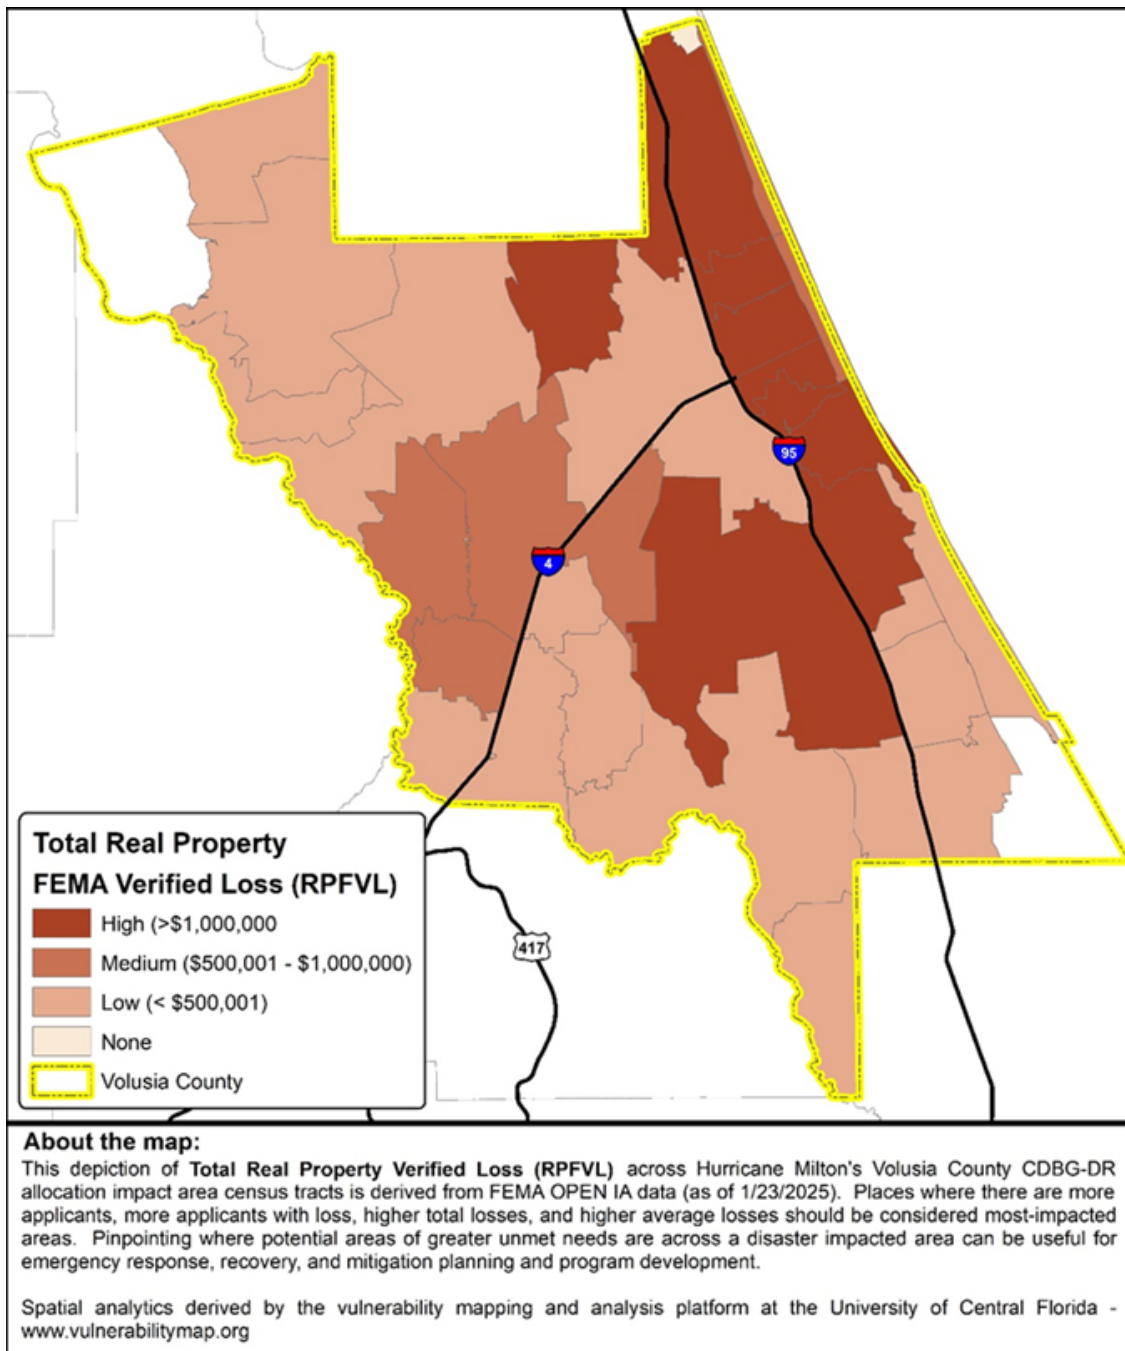 95
4
Total Real Property
FEMA Verified Loss (RPFVL)
High (>$1,000,000
Medium ($500,001 - $1,000,000)
Low (< $500,001)
None
Volusia County
417
About the map:
This depiction of Total Real Property Verified Loss (RPFVL) across Hurricane Milton's Volusia County CDBG-DR
allocation impact area census tracts is derived from FEMA OPEN IA data (as of 1/23/2025). Places where there are more
applicants, more applicants with loss, higher total losses, and higher average losses should be considered most-impacted
areas. Pinpointing where potential areas of greater unmet needs are across a disaster impacted area can be useful for
emergency response, recovery, and mitigation planning and program development.
Spatial analytics derived by the vulnerability mapping and analysis platform at the University of Central Florida -
www.vulnerabilitymap.org